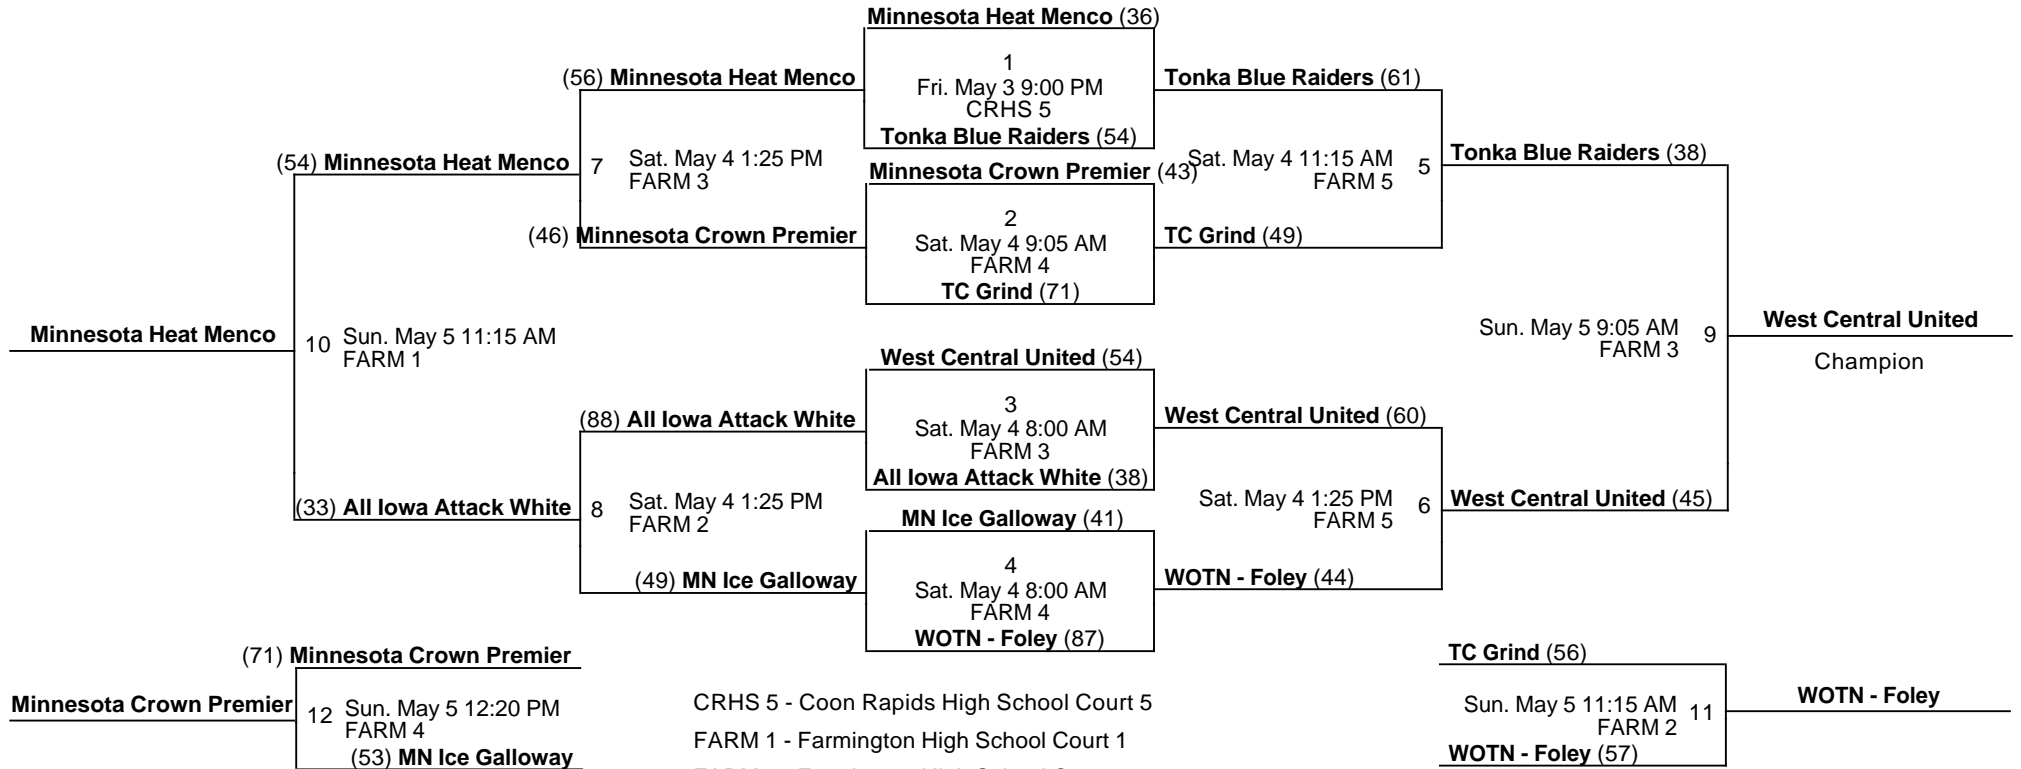 Minnesota Heat Menco (36)
1
Fri. May 3 9:00 PM
CRHS 5
Tonka Blue Raiders (54)
(56) Minnesota Heat Menco
Tonka Blue Raiders (61)
(54) Minnesota Heat Menco
7 Sat. May 4 1:25 PM
FARM 3
Sat. May 4 11:15 AM 5
FARM 5
Tonka Blue Raiders (38)
Minnesota Crown Premier (43)
2
Sat. May 4 9:05 AM
FARM 4
TC Grind (71)
(46) Minnesota Crown Premier
TC Grind (49)
Minnesota Heat Menco
10 Sun. May 5 11:15 AM
FARM 1
Sun. May 5 9:05 AM 9
FARM 3
West Central United
Champion
West Central United (54)
3
Sat. May 4 8:00 AM
FARM 3
All Iowa Attack White (38)
(88) All Iowa Attack White
West Central United (60)
(33) All Iowa Attack White
8 Sat. May 4 1:25 PM
FARM 2
Sat. May 4 1:25 PM 6
FARM 5
West Central United (45)
MN Ice Galloway (41)
4
Sat. May 4 8:00 AM
FARM 4
WOTN - Foley (87)
(49) MN Ice Galloway
WOTN - Foley (44)
(71) Minnesota Crown Premier
Minnesota Crown Premier
12 Sun. May 5 12:20 PM
FARM 4
(53) MN Ice Galloway
CRHS 5 - Coon Rapids High School Court 5
FARM 1 - Farmington High School Court 1
TC Grind (56)
Sun. May 5 11:15 AM 11
FARM 2
WOTN - Foley (57)
WOTN - Foley